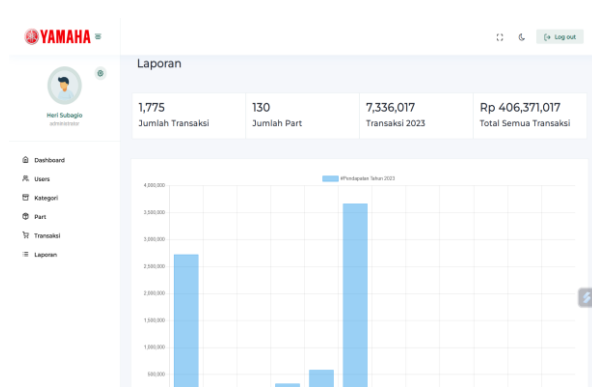 YAMAHA
Log out
Heri Subagio
Administrator
Dashboard
Users
Kategori
Part
Transaksi
Laporan
Laporan
1,775
Jumlah Transaksi
130
Jumlah Part
7,336,017
Transaksi 2023
Rp 406,371,017
Total Semua Transaksi
#Pendapatan Tahun 2023
4,000,000
3,500,000
3,000,000
2,500,000
2,000,000
1,500,000
1,000,000
500,000